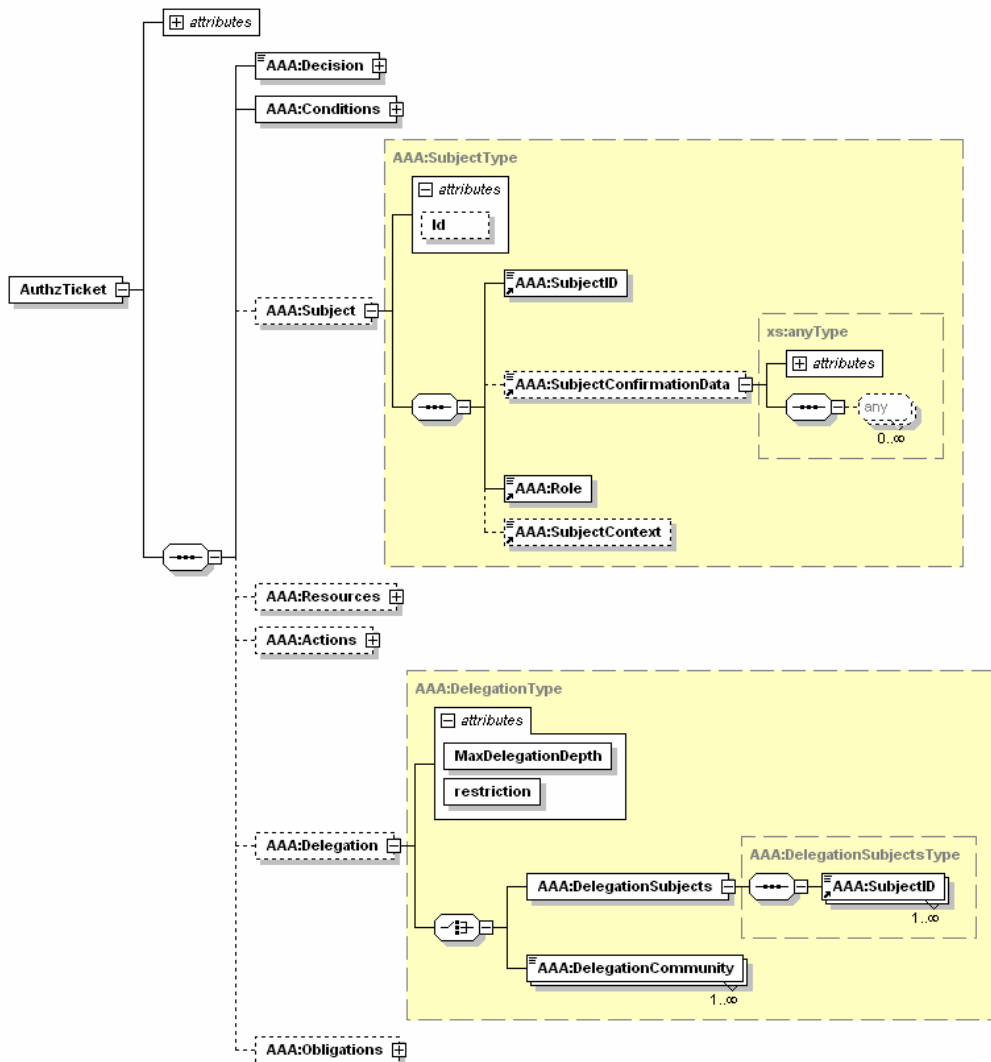 attributes
AAA:Decision
AAA:Conditions
AAA:SubjectType
attributes
Id
AuthzTicket
AAA:Subject
AAA:SubjectID
xs:anyType
attributes
AAA:SubjectConfirmationData
any
0..∞
AAA:Role
AAA:SubjectContext
AAA:Resources
AAA:Actions
AAA:DelegationType
attributes
MaxDelegationDepth
restriction
AAA:Delegation
AAA:DelegationSubjectsType
AAA:DelegationSubjects
AAA:SubjectID
1..∞
AAA:DelegationCommunity
1..∞
AAA:Obligations